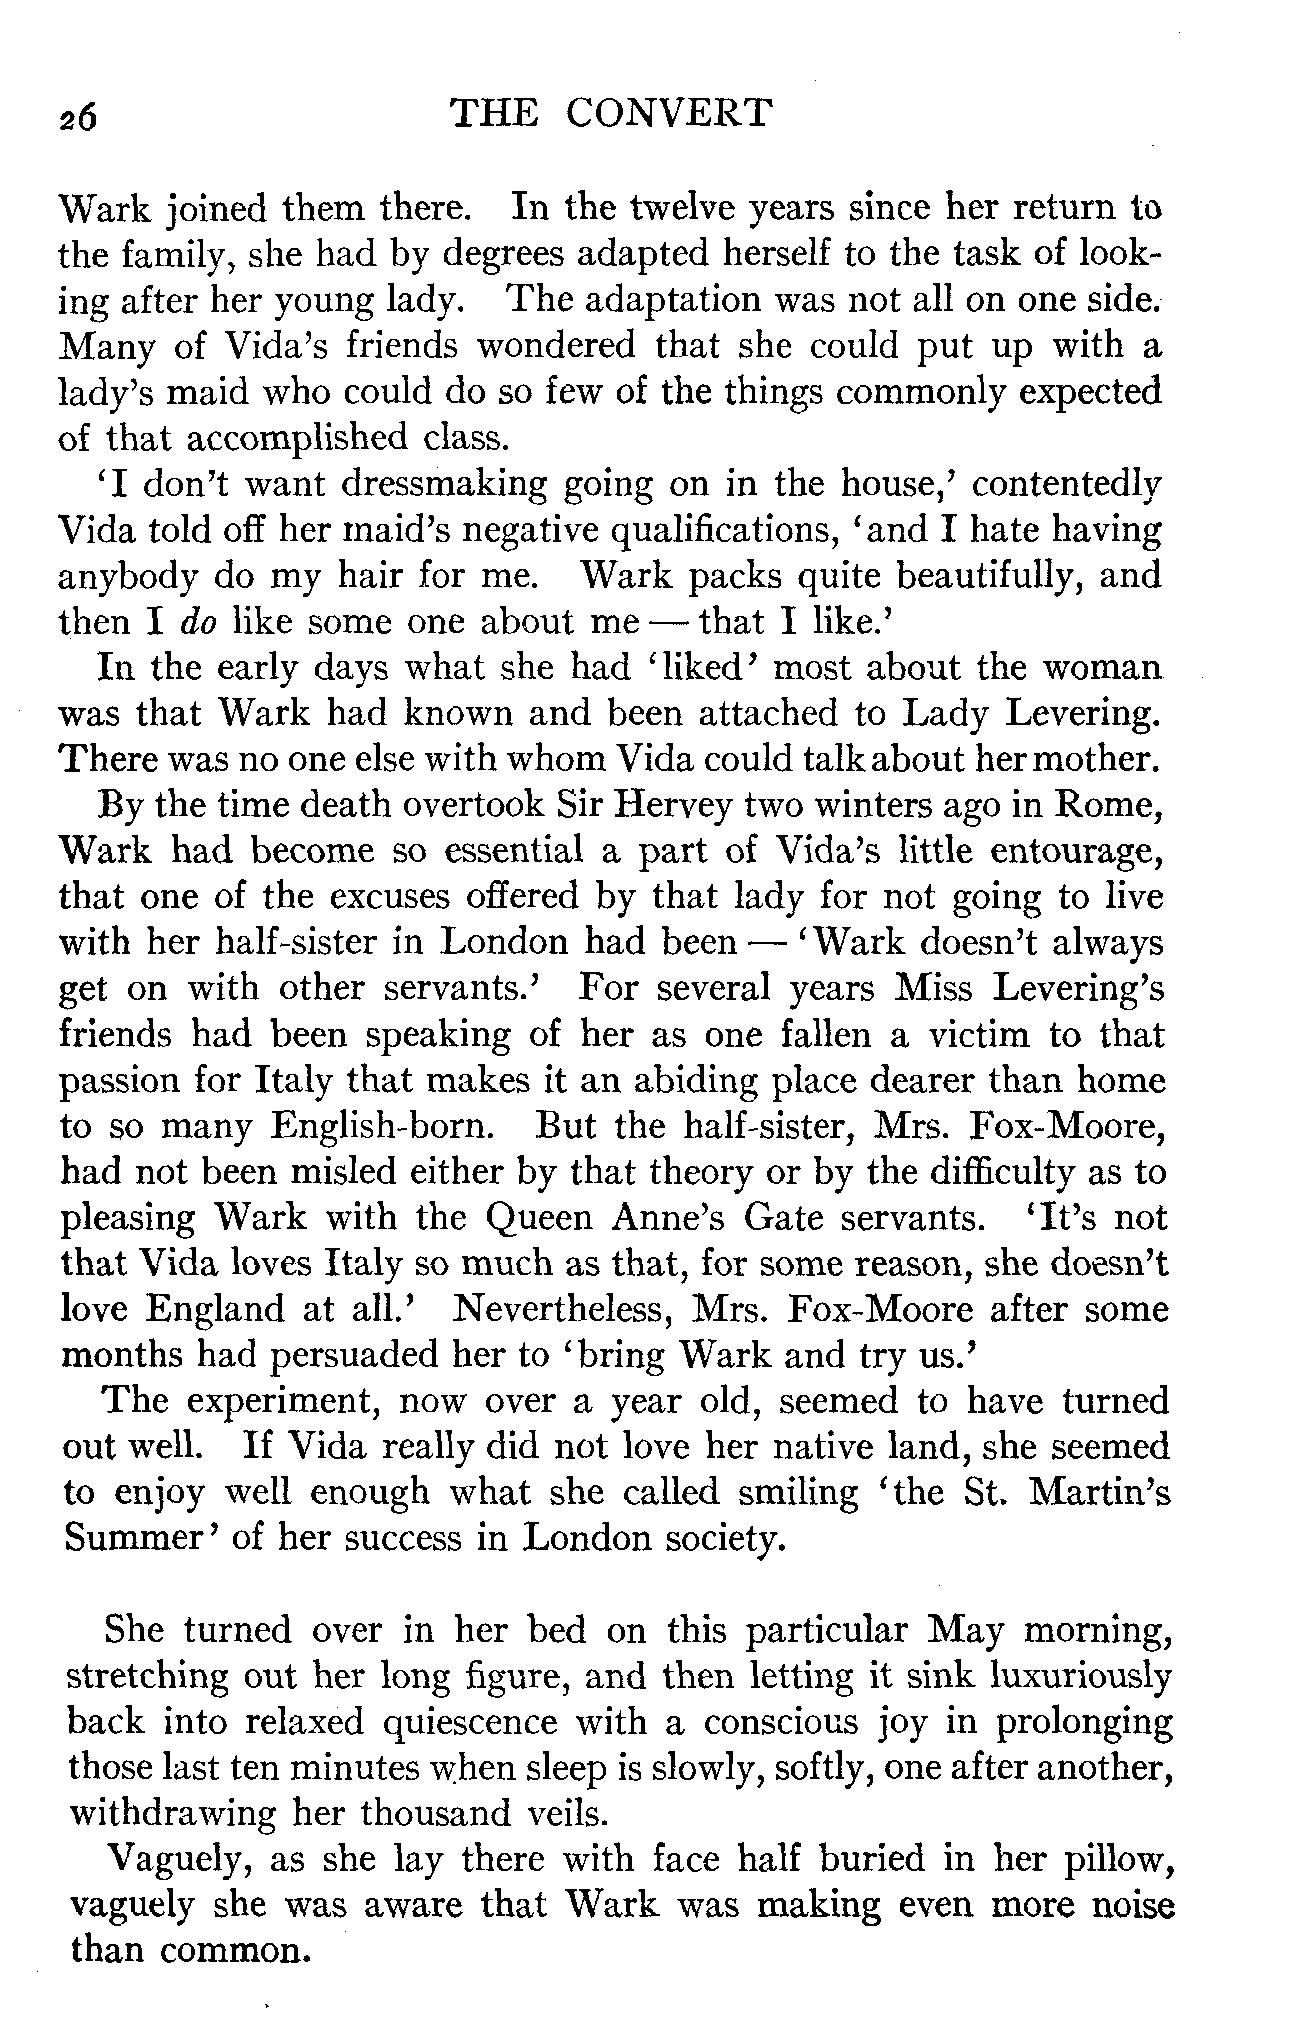 26 THE CONVERT
Wark joined them there. In the twelve years since her return to
the family, she had by degrees adapted herself to the task of look-
ing after her young lady. The adaptation was not all on one side.
Many of Vida's friends wondered that she could put up with a
lady's maid who could do so few of the things commonly expected
of that accomplished class.
'I don't want dressmaking going on in the house,' contentedly
Vida told off her maid's negative qualifications, 'and I hate having
anybody do my hair for me. Wark packs quite beautifully, and
then I do like some one about me — that I like.'
In the early days what she had 'liked' most about the woman
was that Wark had known and been attached to Lady Levering.
There was no one else with whom Vida could talk about her mother.
By the time death overtook Sir Hervey two winters ago in Rome,
Wark had become so essential a part of Vida's little entourage,
that one of the excuses offered by that lady for not going to live
with her half-sister in London had been — 'Wark doesn't always
get on with other servants.' For several years Miss Levering's
friends had been speaking of her as one fallen a victim to that
passion for Italy that makes it an abiding place dearer than home
to so many English-born. But the half-sister, Mrs. Fox-Moore,
had not been misled either by that theory or by the difficulty as to
pleasing Wark with the Queen Anne's Gate servants. 'It's not
that Vida loves Italy so much as that, for some reason, she doesn't
love England at all.' Nevertheless, Mrs. Fox-Moore after some
months had persuaded her to 'bring Wark and try us.'
The experiment, now over a year old, seemed to have turned
out well. If Vida really did not love her native land, she seemed
to enjoy well enough what she called smiling 'the St. Martin's
Summer' of her success in London society.
She turned over in her bed on this particular May morning,
stretching out her long figure, and then letting it sink luxuriously
back into relaxed quiescence with a conscious joy in prolonging
those last ten minutes when sleep is slowly, softly, one after another,
withdrawing her thousand veils.
Vaguely, as she lay there with face half buried in her pillow,
vaguely she was aware that Wark was making even more noise
than common.